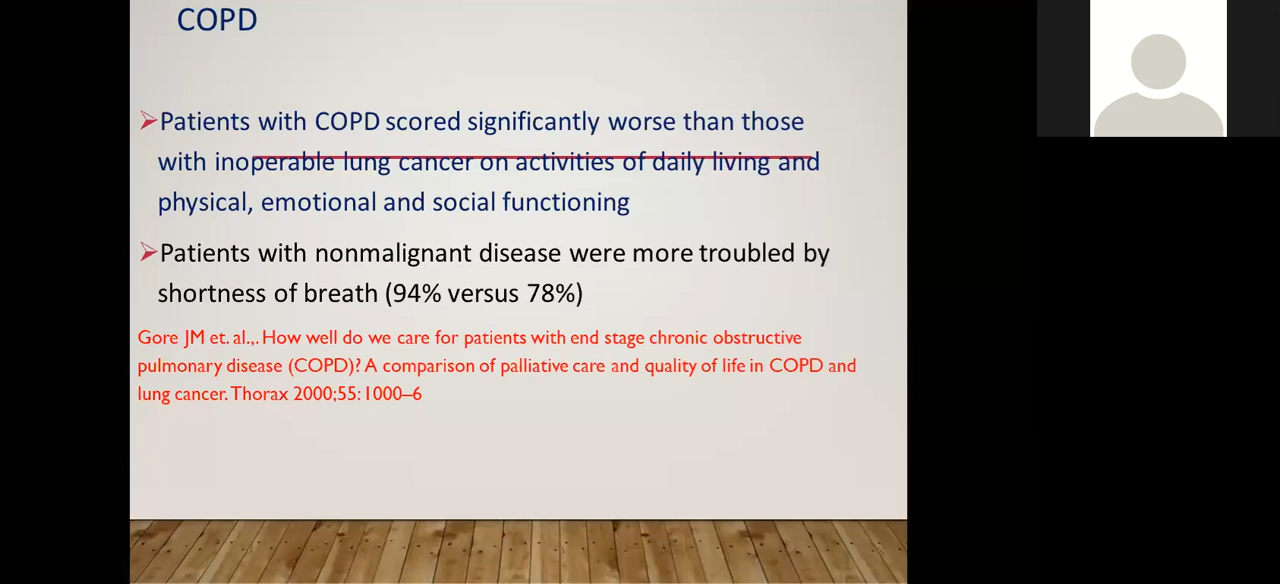 COPD
Patients with COPD scored significantly worse than those
with inoperable lung cancer on activities of daily living and
physical, emotional and social functioning
Patients with nonmalignant disease were more troubled by
shortness of breath (94% versus 78%)
Gore JM et. al.,. How well do we care for patients with end stage chronic obstructive
pulmonary disease (COPD)? A comparison of palliative care and quality of life in COPD and
lung cancer. Thorax 2000;55:1000–6